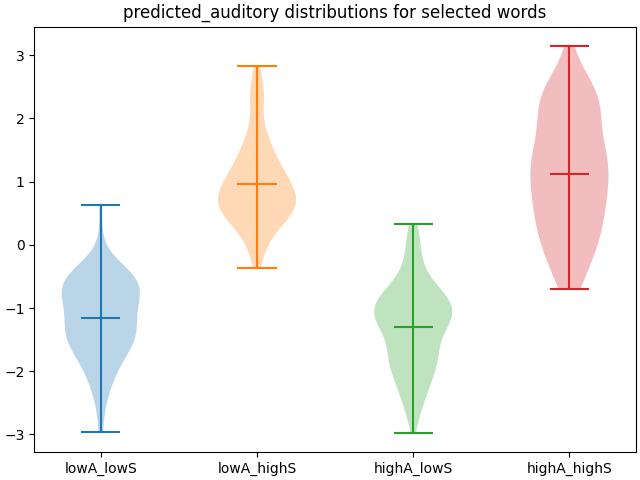 predicted_auditory distributions for selected words
3
2
1
0
−1
−2
−3
lowA_lowS
lowA_highS
highA_lowS
highA_highS